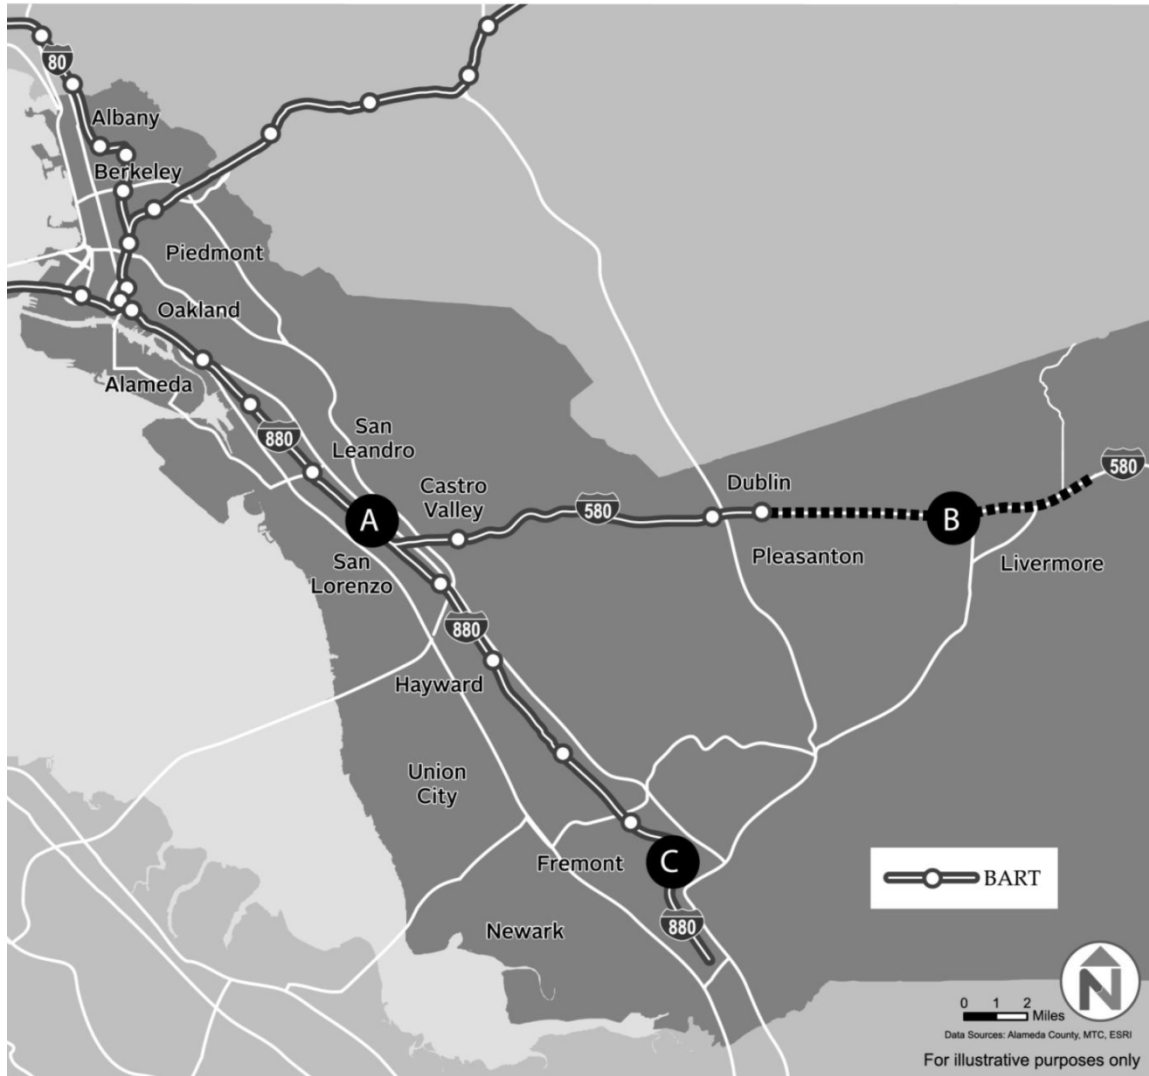 80
Albany
Berkeley
Piedmont
Oakland
Alameda
880
San
Leandro
A
Castro
Valley
580
Dublin
580
B
San
Lorenzo
Pleasanton
Livermore
880
Hayward
Union
City
Fremont
C
BART
Newark
880
N
0 1 2
Miles
Data Sources: Alameda County, MTC, ESRI
For illustrative purposes only